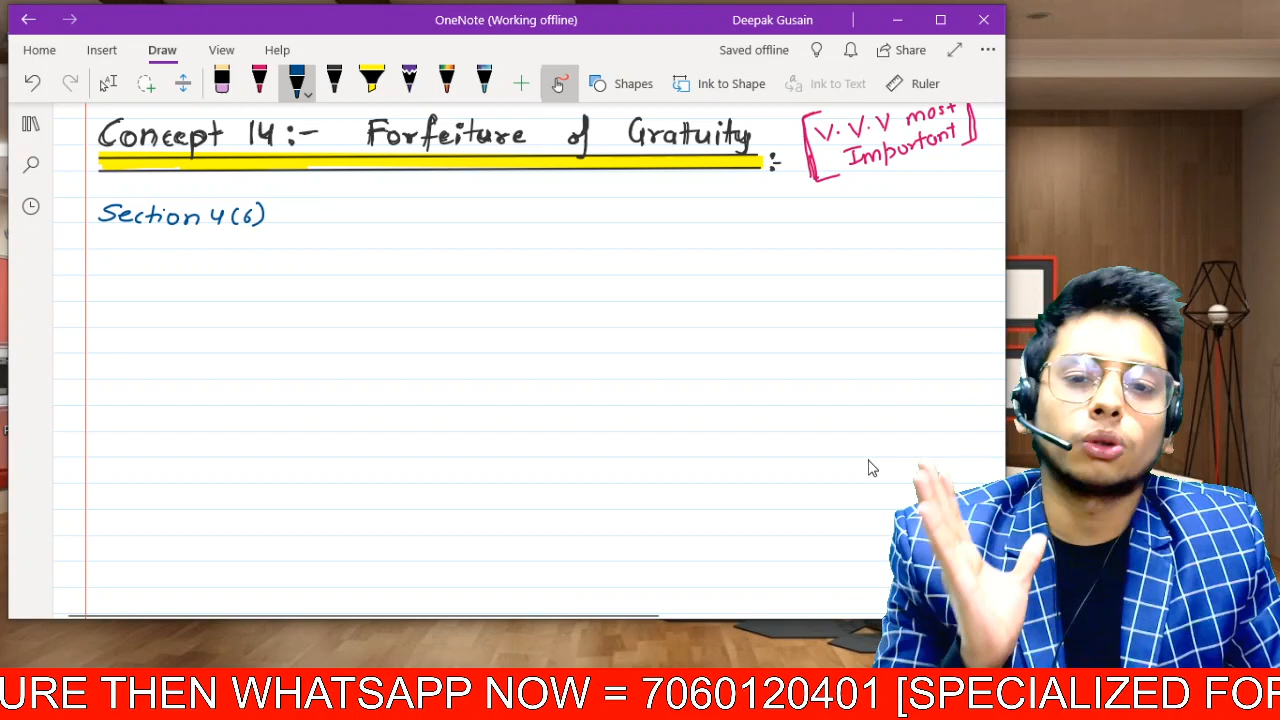 OneNote (Working offline)
Deepak Gusain
Home
Insert
Draw
View
Help
Saved offline
Share
Shapes
Ink to Shape
Ink to Text
Ruler
Concept 14:- Forfeiture of Gratuity :-
[V. V. V most
Important]
Section 4(6)
URE THEN WHATSAPP NOW = 7060120401 [SPECIALIZED FOR